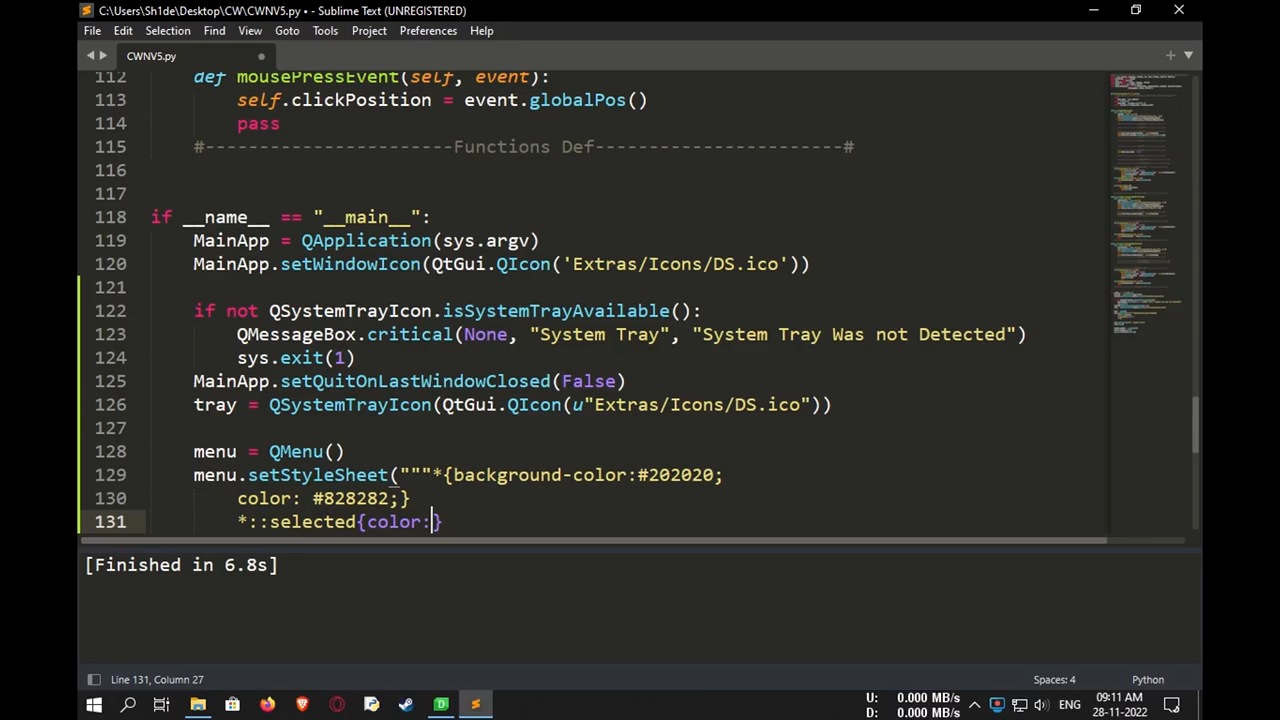 C:\Users\Sh1de\Desktop\CW\CWNV5.py • - Sublime Text (UNREGISTERED)
File Edit Selection Find View Goto Tools Project Preferences Help
CWNV5.py
112 def mousePressEvent(self, event):
113 self.clickPosition = event.globalPos()
114 pass
115 #-----------------------Functions Def-----------------------#
116
117
118 if __name__ == "__main__":
119 MainApp = QApplication(sys.argv)
120 MainApp.setWindowIcon(QtGui.QIcon('Extras/Icons/DS.ico'))
121
122 if not QSystemTrayIcon.isSystemTrayAvailable():
123 QMessageBox.critical(None, "System Tray", "System Tray Was not Detected")
124 sys.exit(1)
125 MainApp.setQuitOnLastWindowClosed(False)
126 tray = QSystemTrayIcon(QtGui.QIcon(u"Extras/Icons/DS.ico"))
127
128 menu = QMenu()
129 menu.setStyleSheet("""*{background-color:#202020;
130 color: #828282;}
131 *::selected{color:}
[Finished in 6.8s]
Line 131, Column 27 Spaces: 4 Python
U: 0.000 MB/s
D: 0.000 MB/s
ENG
09:11 AM
28-11-2022